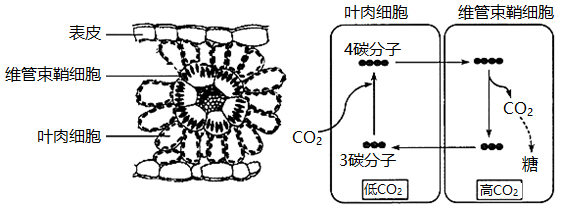 表皮
维管束鞘细胞
叶肉细胞
叶肉细胞
维管束鞘细胞
4碳分子
CO₂
CO₂
3碳分子
糖
低CO₂
高CO₂